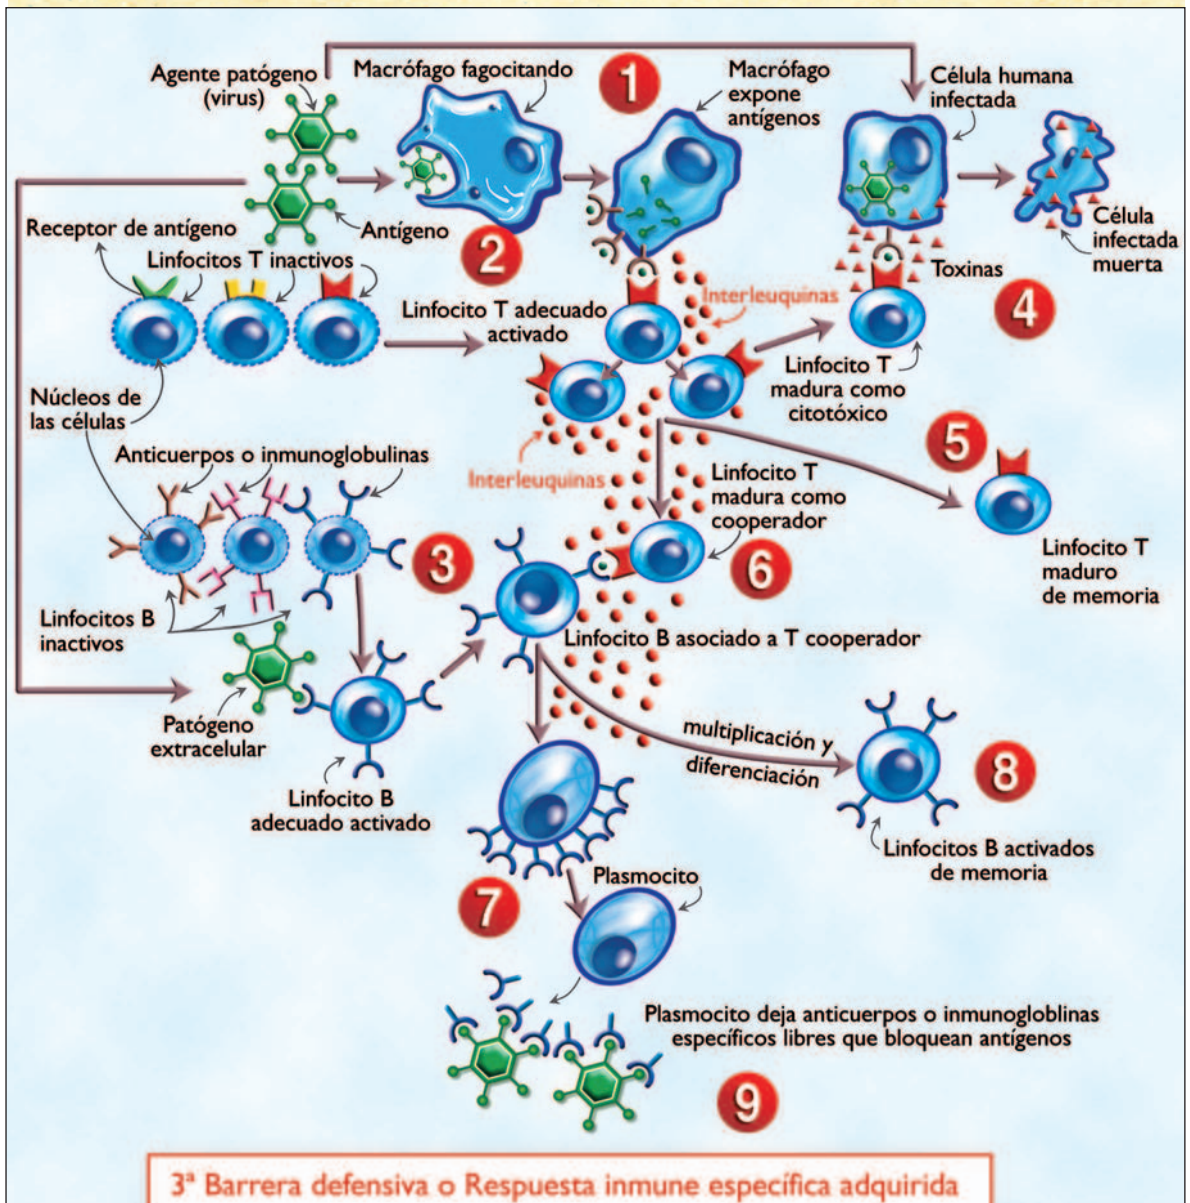 Agente patógeno
(virus)
Macrófago fagocitando
1
Macrófago
expone
antígenos
Célula humana
infectada
Receptor de antígeno
Antígeno
2
Linfocitos T inactivos
Linfocito T adecuado
activado
Interleuquinas
Toxinas
Célula
infectada
muerta
4
Linfocito T
madura como
citotóxico
Núcleos de
las células
Anticuerpos o inmunoglobulinas
Interleuquinas
Linfocito T
madura como
cooperador
5
Linfocito T
maduro
de memoria
3
6
Linfocitos B
inactivos
Linfocito B asociado a T cooperador
Patógeno
extracelular
Linfocito B
adecuado activado
multiplicación y
diferenciación
8
Linfocitos B activados
de memoria
7
Plasmocito
Plasmocito deja anticuerpos o inmunogloblinas
específicos libres que bloquean antígenos
9
3ª Barrera defensiva o Respuesta inmune específica adquirida